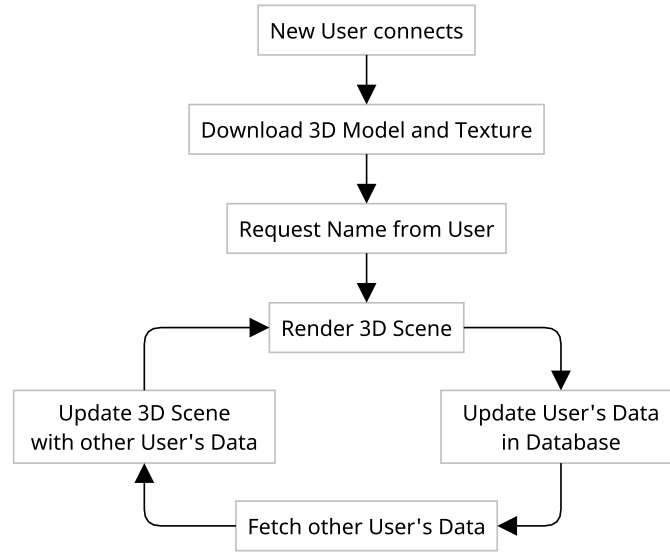 New User connects
Download 3D Model and Texture
Request Name from User
Render 3D Scene
Update 3D Scene
with other User's Data
Update User's Data
in Database
Fetch other User's Data